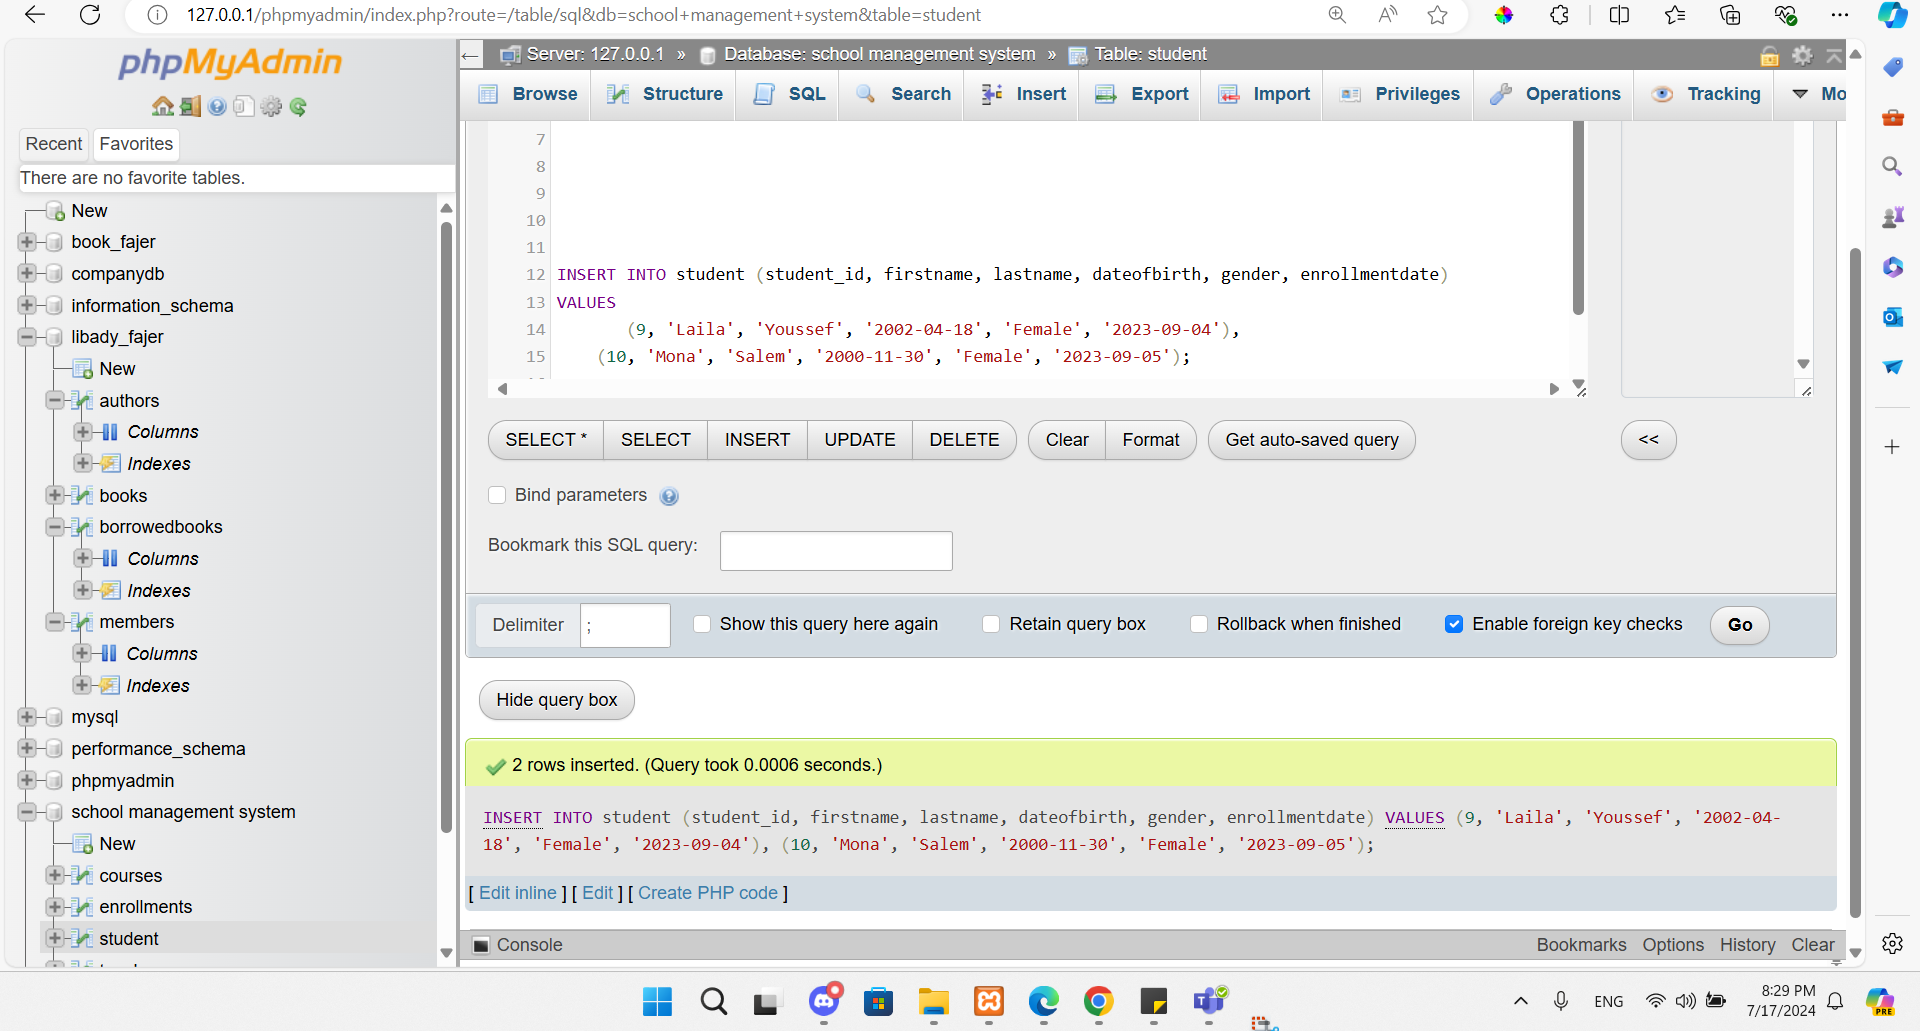 127.0.0.1/phpmyadmin/index.php?route=/table/sql&db=school+management+system&table=student
phpMyAdmin
Recent Favorites
There are no favorite tables.
New
book_fajer
companydb
information_schema
libady_fajer
New
authors
Columns
Indexes
books
borrowedbooks
Columns
Indexes
members
Columns
Indexes
mysql
performance_schema
phpmyadmin
school management system
New
courses
enrollments
student
Server: 127.0.0.1 » Database: school management system » Table: student
Browse Structure SQL Search Insert Export Import Privileges Operations Tracking Mo
7
8
9
10
11
12 INSERT INTO student (student_id, firstname, lastname, dateofbirth, gender, enrollmentdate)
13 VALUES
14 (9, 'Laila', 'Youssef', '2002-04-18', 'Female', '2023-09-04'),
15 (10, 'Mona', 'Salem', '2000-11-30', 'Female', '2023-09-05');
SELECT * SELECT INSERT UPDATE DELETE Clear Format Get auto-saved query <<
Bind parameters
Bookmark this SQL query:
Delimiter ; Show this query here again Retain query box Rollback when finished Enable foreign key checks Go
Hide query box
2 rows inserted. (Query took 0.0006 seconds.)
INSERT INTO student (student_id, firstname, lastname, dateofbirth, gender, enrollmentdate) VALUES (9, 'Laila', 'Youssef', '2002-04-
18', 'Female', '2023-09-04'), (10, 'Mona', 'Salem', '2000-11-30', 'Female', '2023-09-05');
[ Edit inline ] [ Edit ] [ Create PHP code ]
Console Bookmarks Options History Clear
ENG
8:29 PM
7/17/2024
PRE